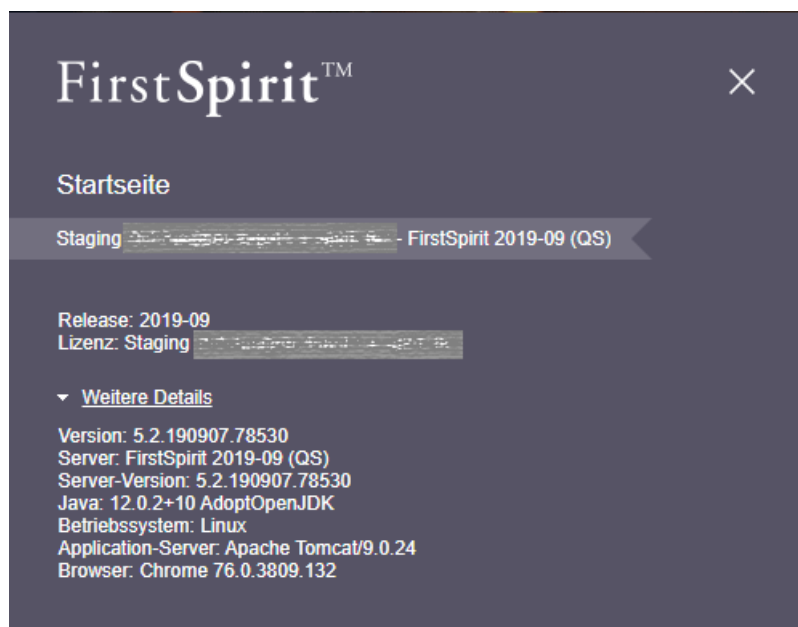 FirstSpirit™
Startseite
Staging - FirstSpirit 2019-09 (QS)
Release: 2019-09
Lizenz: Staging
Weitere Details
Version: 5.2.190907.78530
Server: FirstSpirit 2019-09 (QS)
Server-Version: 5.2.190907.78530
Java: 12.0.2+10 AdoptOpenJDK
Betriebssystem: Linux
Application-Server: Apache Tomcat/9.0.24
Browser: Chrome 76.0.3809.132